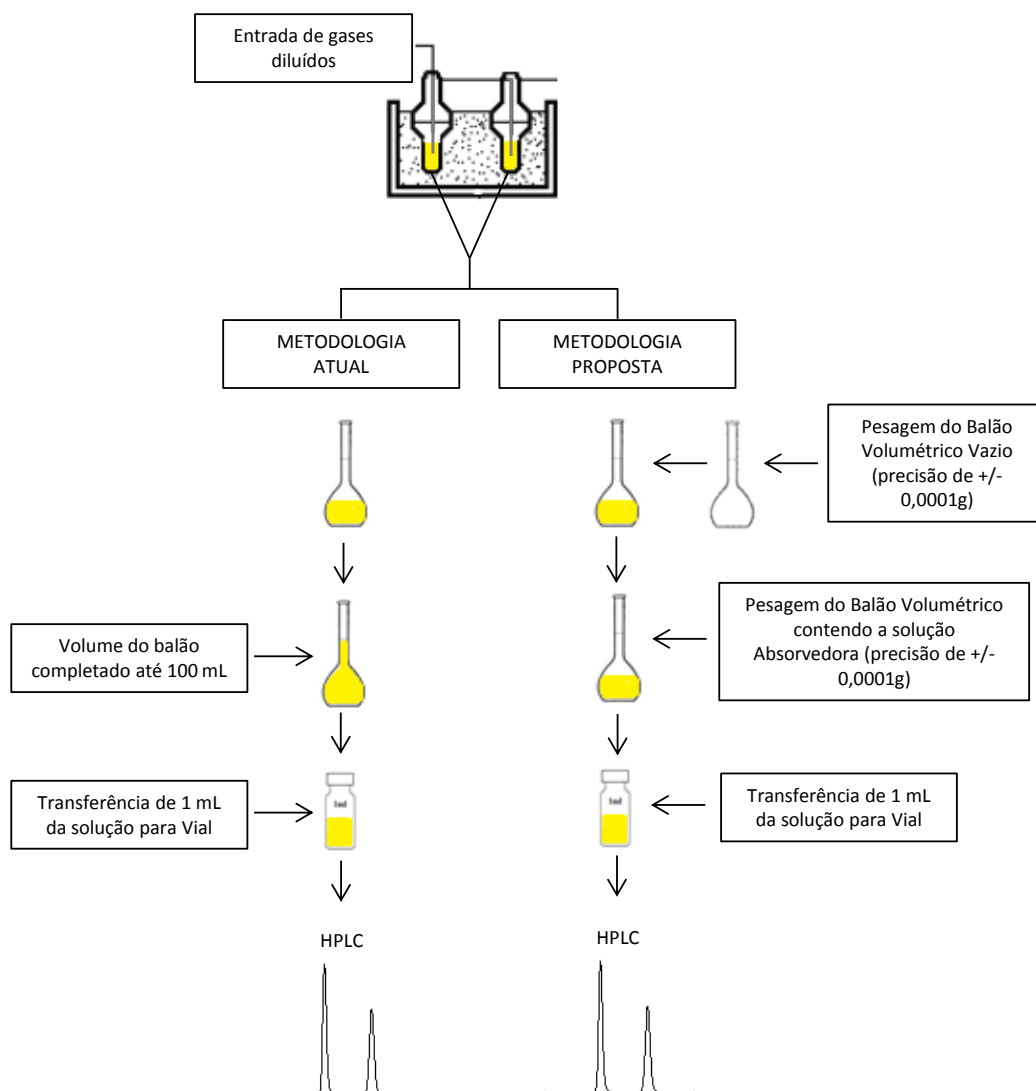 Entrada de gases
diluídos
METODOLOGIA
ATUAL
METODOLOGIA
PROPOSTA
Pesagem do Balão
Volumétrico Vazio
(precisão de +/-
0,0001g)
Volume do balão
completado até 100 mL
Pesagem do Balão Volumétrico
contendo a solução
Absorvedora (precisão de +/-
0,0001g)
Transferência de 1 mL
da solução para Vial
Transferência de 1 mL
da solução para Vial
HPLC
HPLC